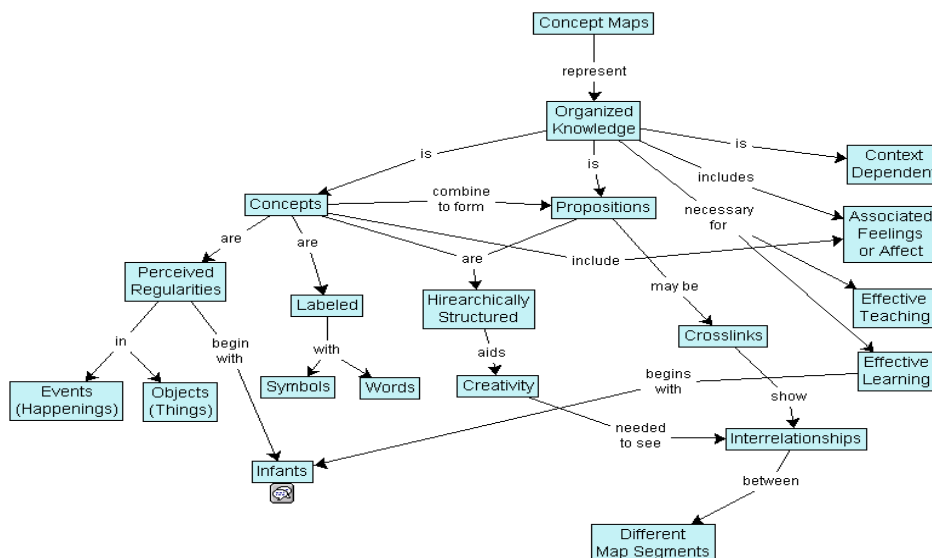 Concept Maps
represent
Organized
Knowledge
is
is
is
includes
necessary
for
Context
Dependent
Concepts
combine
to form
Propositions
Associated
Feelings
or Affect
are
are
are
include
may be
Perceived
Regularities
Labeled
Hirearchically
Structured
Crosslinks
Effective
Teaching
in
begin
with
with
aids
begins
with
Effective
Learning
Events
(Happenings)
Objects
(Things)
Symbols
Words
Creativity
show
needed
to see
Interrelationships
Infants
between
Different
Map Segments